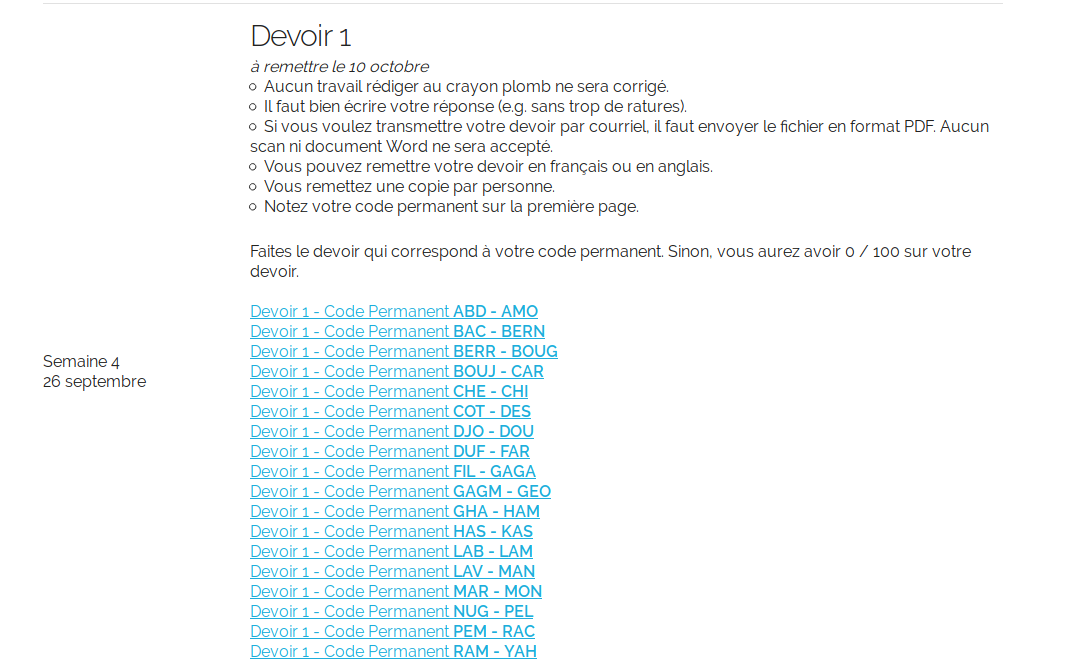 Devoir 1
à remettre le 10 octobre
Aucun travail rédiger au crayon plomb ne sera corrigé.
Il faut bien écrire votre réponse (e.g. sans trop de ratures).
Si vous voulez transmettre votre devoir par courriel, il faut envoyer le fichier en format PDF. Aucun
scan ni document Word ne sera accepté.
Vous pouvez remettre votre devoir en français ou en anglais.
Vous remettez une copie par personne.
Notez votre code permanent sur la première page.
Faites le devoir qui correspond à votre code permanent. Sinon, vous aurez avoir 0 / 100 sur votre
devoir.
Semaine 4
26 septembre
Devoir 1 - Code Permanent ABD - AMO
Devoir 1 - Code Permanent BAC - BERN
Devoir 1 - Code Permanent BERR - BOUG
Devoir 1 - Code Permanent BOUJ - CAR
Devoir 1 - Code Permanent CHE - CHI
Devoir 1 - Code Permanent COT - DES
Devoir 1 - Code Permanent DJO - DOU
Devoir 1 - Code Permanent DUF - FAR
Devoir 1 - Code Permanent FIL - GAGA
Devoir 1 - Code Permanent GAGM - GEO
Devoir 1 - Code Permanent GHA - HAM
Devoir 1 - Code Permanent HAS - KAS
Devoir 1 - Code Permanent LAB - LAM
Devoir 1 - Code Permanent LAV - MAN
Devoir 1 - Code Permanent MAR - MON
Devoir 1 - Code Permanent NUG - PEL
Devoir 1 - Code Permanent PEM - RAC
Devoir 1 - Code Permanent RAM - YAH